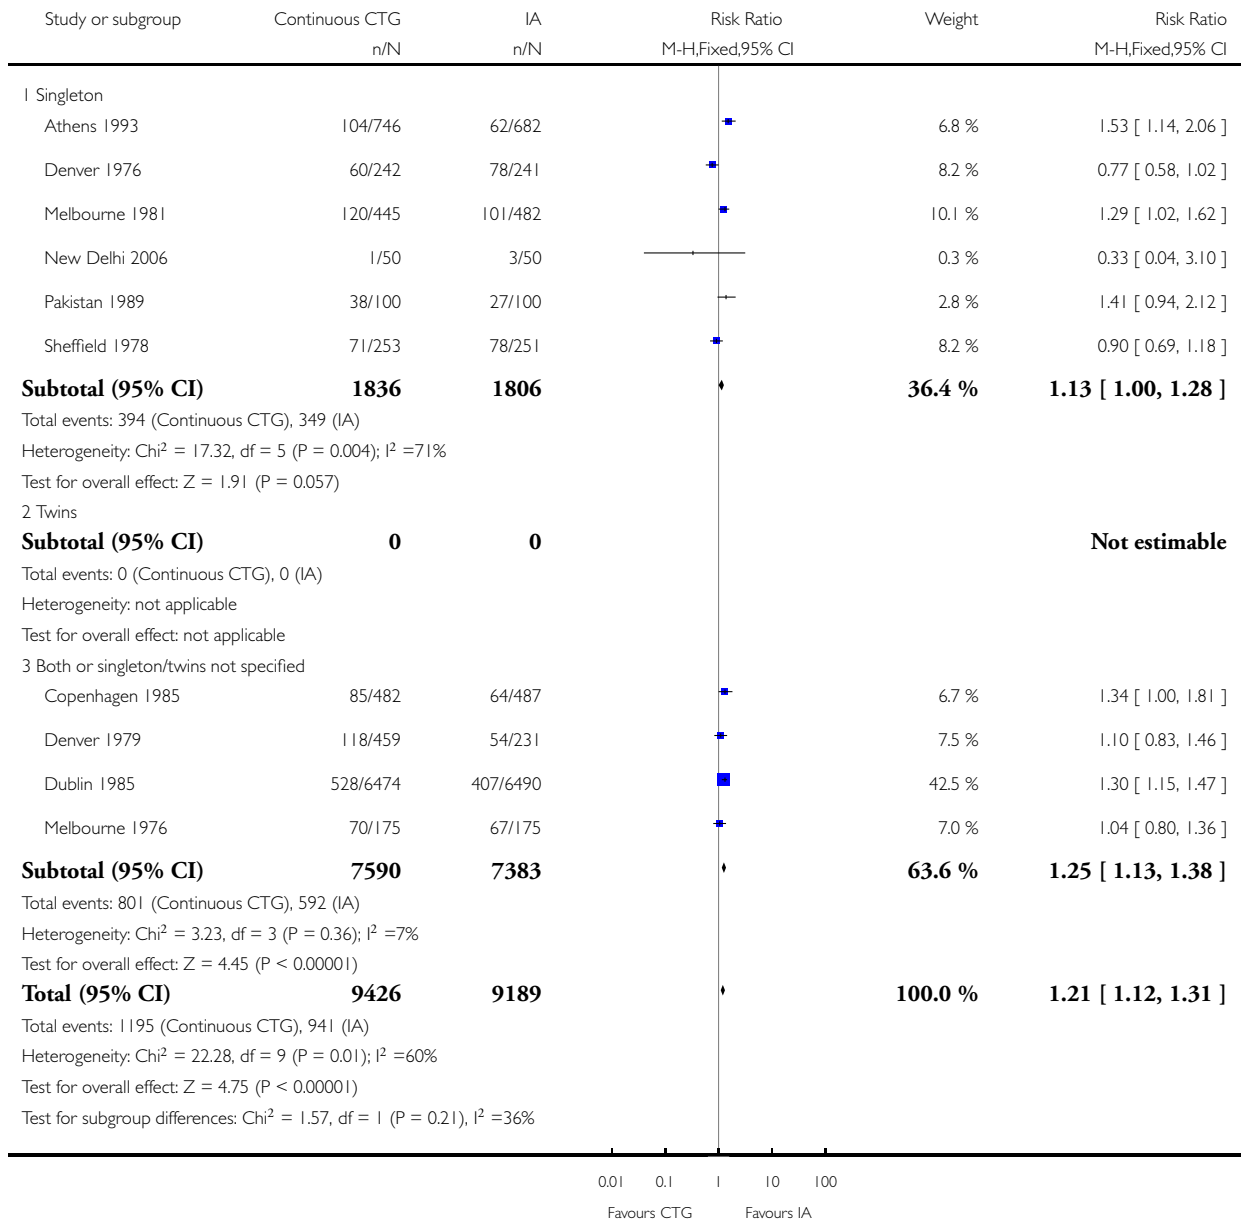 Study or subgroup Continuous CTG IA Risk Ratio Weight Risk Ratio
n/N n/N M-H,Fixed,95% CI M-H,Fixed,95% CI
1 Singleton
Athens 1993 104/746 62/682 6.8 % 1.53 [ 1.14, 2.06 ]
Denver 1976 60/242 78/241 8.2 % 0.77 [ 0.58, 1.02 ]
Melbourne 1981 120/445 101/482 10.1 % 1.29 [ 1.02, 1.62 ]
New Delhi 2006 1/50 3/50 0.3 % 0.33 [ 0.04, 3.10 ]
Pakistan 1989 38/100 27/100 2.8 % 1.41 [ 0.94, 2.12 ]
Sheffield 1978 71/253 78/251 8.2 % 0.90 [ 0.69, 1.18 ]
Subtotal (95% CI) 1836 1806 36.4 % 1.13 [ 1.00, 1.28 ]
Total events: 394 (Continuous CTG), 349 (IA)
Heterogeneity: Chi² = 17.32, df = 5 (P = 0.004); I² =71%
Test for overall effect: Z = 1.91 (P = 0.057)
2 Twins
Subtotal (95% CI) 0 0 Not estimable
Total events: 0 (Continuous CTG), 0 (IA)
Heterogeneity: not applicable
Test for overall effect: not applicable
3 Both or singleton/twins not specified
Copenhagen 1985 85/482 64/487 6.7 % 1.34 [ 1.00, 1.81 ]
Denver 1979 118/459 54/231 7.5 % 1.10 [ 0.83, 1.46 ]
Dublin 1985 528/6474 407/6490 42.5 % 1.30 [ 1.15, 1.47 ]
Melbourne 1976 70/175 67/175 7.0 % 1.04 [ 0.80, 1.36 ]
Subtotal (95% CI) 7590 7383 63.6 % 1.25 [ 1.13, 1.38 ]
Total events: 801 (Continuous CTG), 592 (IA)
Heterogeneity: Chi² = 3.23, df = 3 (P = 0.36); I² =7%
Test for overall effect: Z = 4.45 (P < 0.00001)
Total (95% CI) 9426 9189 100.0 % 1.21 [ 1.12, 1.31 ]
Total events: 1195 (Continuous CTG), 941 (IA)
Heterogeneity: Chi² = 22.28, df = 9 (P = 0.01); I² =60%
Test for overall effect: Z = 4.75 (P < 0.00001)
Test for subgroup differences: Chi² = 1.57, df = 1 (P = 0.21), I² =36%
0.01 0.1 1 10 100
Favours CTG Favours IA